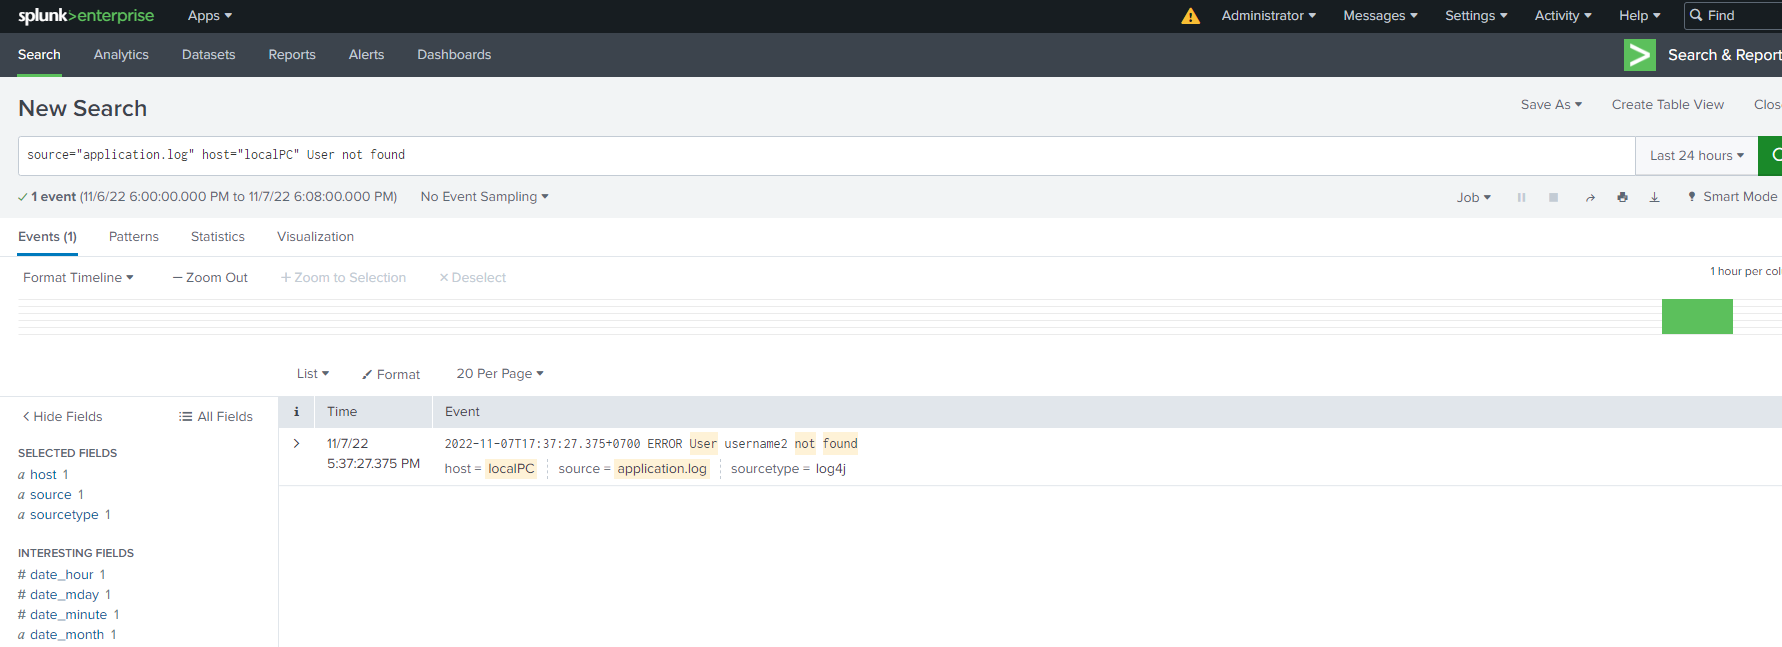 splunk>enterprise Apps Administrator Messages Settings Activity Help Find
Search Analytics Datasets Reports Alerts Dashboards Search & Report
New Search Save As Create Table View Clos
source="application.log" host="localPC" User not found Last 24 hours
1 event (11/6/22 6:00:00.000 PM to 11/7/22 6:08:00.000 PM) No Event Sampling Job Smart Mode
Events (1) Patterns Statistics Visualization
Format Timeline — Zoom Out + Zoom to Selection × Deselect 1 hour per col
List Format 20 Per Page
< Hide Fields All Fields i Time Event
SELECTED FIELDS
a host 1
a source 1
a sourcetype 1
INTERESTING FIELDS
# date_hour 1
# date_mday 1
# date_minute 1
a date_month 1
> 11/7/22 2022-11-07T17:37:27.375+0700 ERROR User username2 not found
5:37:27.375 PM host = localPC source = application.log sourcetype = log4j